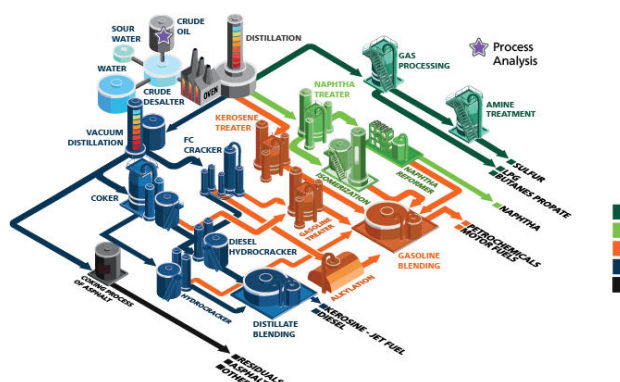 CRUDE
OIL
SOUR
WATER
DISTILLATION
WATER
CRUDE
DESALTER
OVEN
NAPHTHA
TREATER
GAS
PROCESSING
Process
Analysis
AMINE
TREATMENT
VACUUM
DISTILLATION
KEROSENE
TREATER
FC
CRACKER
ISOMERIZATION
NAPHTHA
REFORMER
SULFUR
LPG
BUTANES PROPATE
NAPHTHA
COKER
GASOLINE
TREATER
PETROCHEMICALS
MOTOR FUELS
DIESEL
HYDROCRACKER
GASOLINE
BLENDING
ALKYLATION
HYDROCRACKER
COKING PROCESS
OF ASPHALT
DISTILLATE
BLENDING
KEROSINE - JET FUEL
DIESEL
RESIDUALS
ASPHALT
OTHE